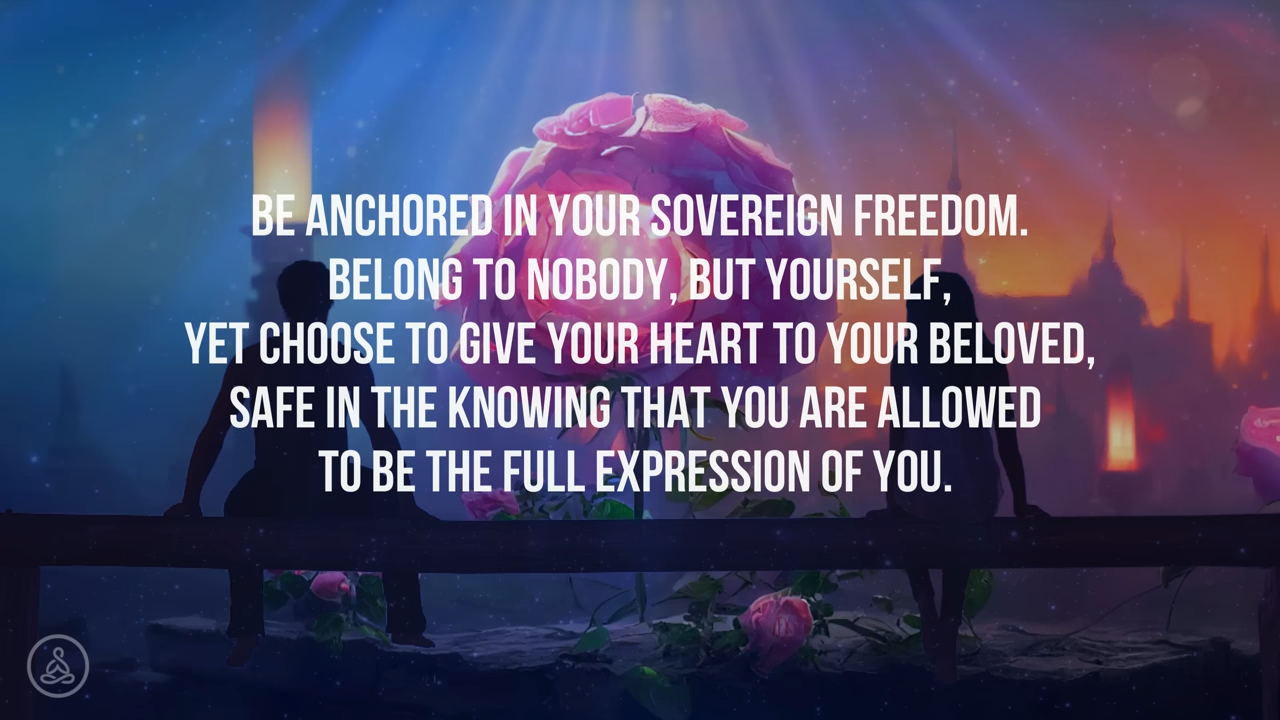 BE ANCHORED IN YOUR SOVEREIGN FREEDOM.
BELONG TO NOBODY, BUT YOURSELF,
YET CHOOSE TO GIVE YOUR HEART TO YOUR BELOVED,
SAFE IN THE KNOWING THAT YOU ARE ALLOWED
TO BE THE FULL EXPRESSION OF YOU.